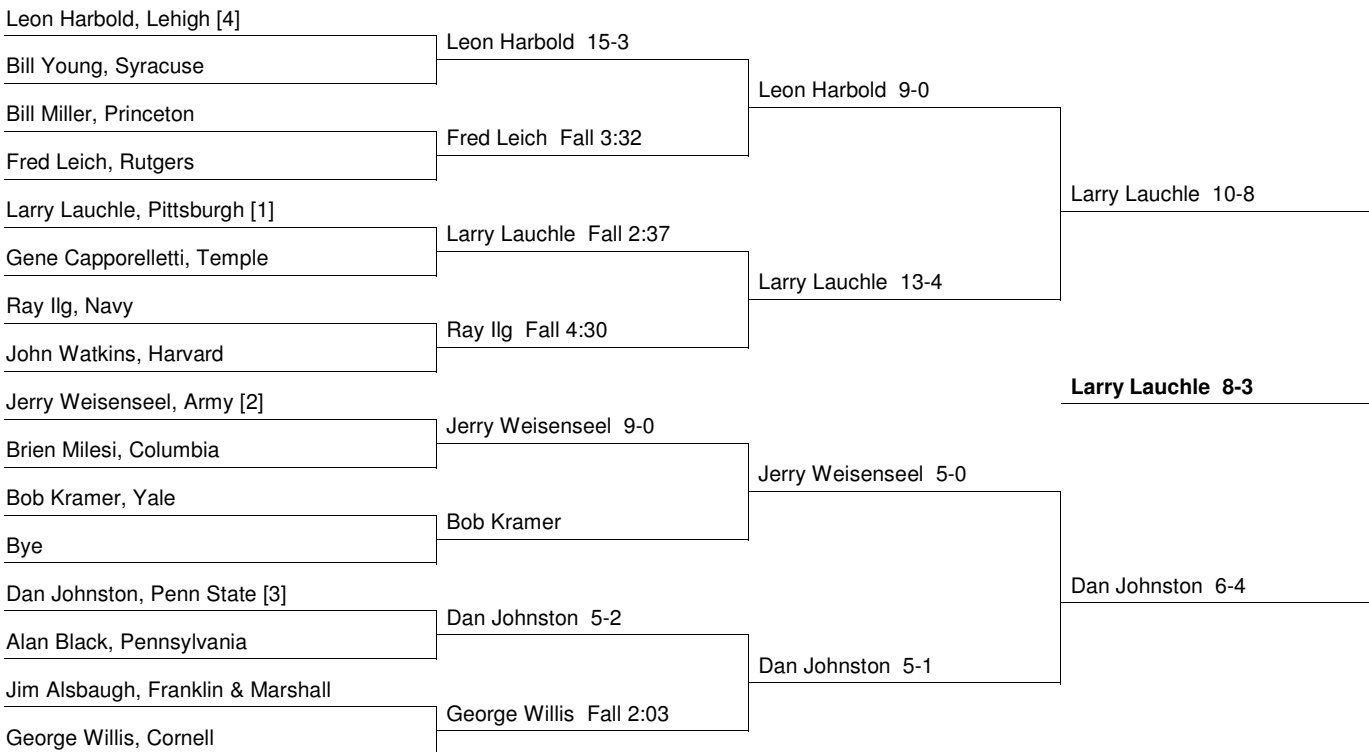 Leon Harbold, Lehigh [4]
Bill Young, Syracuse
Bill Miller, Princeton
Fred Leich, Rutgers
Larry Lauchle, Pittsburgh [1]
Gene Capporelletti, Temple
Ray Ilg, Navy
John Watkins, Harvard
Jerry Weisenseel, Army [2]
Brien Milesi, Columbia
Bob Kramer, Yale
Bye
Dan Johnston, Penn State [3]
Alan Black, Pennsylvania
Jim Alsbaugh, Franklin & Marshall
George Willis, Cornell
Leon Harbold 15-3
Fred Leich Fall 3:32
Larry Lauchle Fall 2:37
Ray Ilg Fall 4:30
Jerry Weisenseel 9-0
Bob Kramer
Dan Johnston 5-2
George Willis Fall 2:03
Leon Harbold 9-0
Larry Lauchle 13-4
Jerry Weisenseel 5-0
Dan Johnston 5-1
Larry Lauchle 10-8
Larry Lauchle 8-3
Dan Johnston 6-4